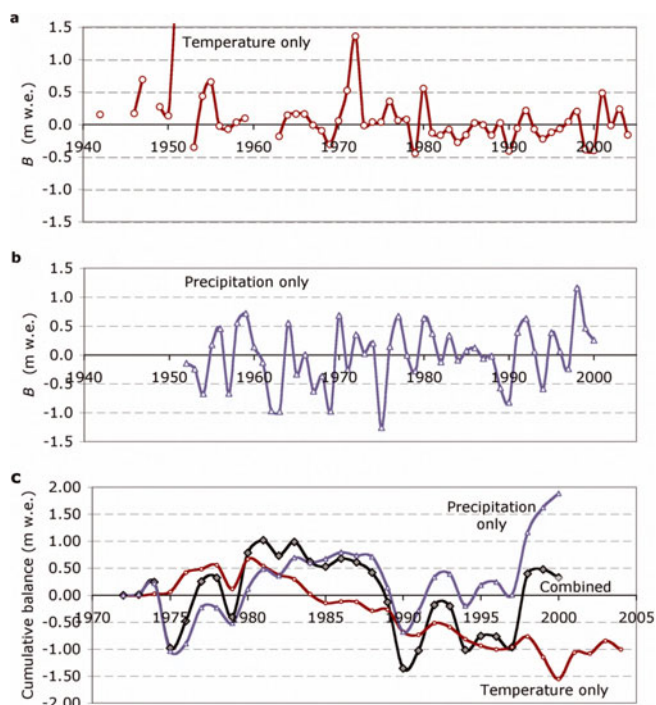 a
1.5
Temperature only
1.0
0.5
B (m w.e.)
0.0
1940 1950 1960 1970 1980 1990 2000
-0.5
-1.0
-1.5
b
1.5
Precipitation only
1.0
0.5
B (m w.e.)
0.0
1940 1950 1960 1970 1980 1990 2000
-0.5
-1.0
-1.5
c
2.00
Precipitation only
1.50
1.00
0.50
Combined
Cumulative balance (m w.e.)
0.00
1970 1975 1980 1985 1990 1995 2000 2005
-0.50
-1.00
-1.50
Temperature only
-2.00